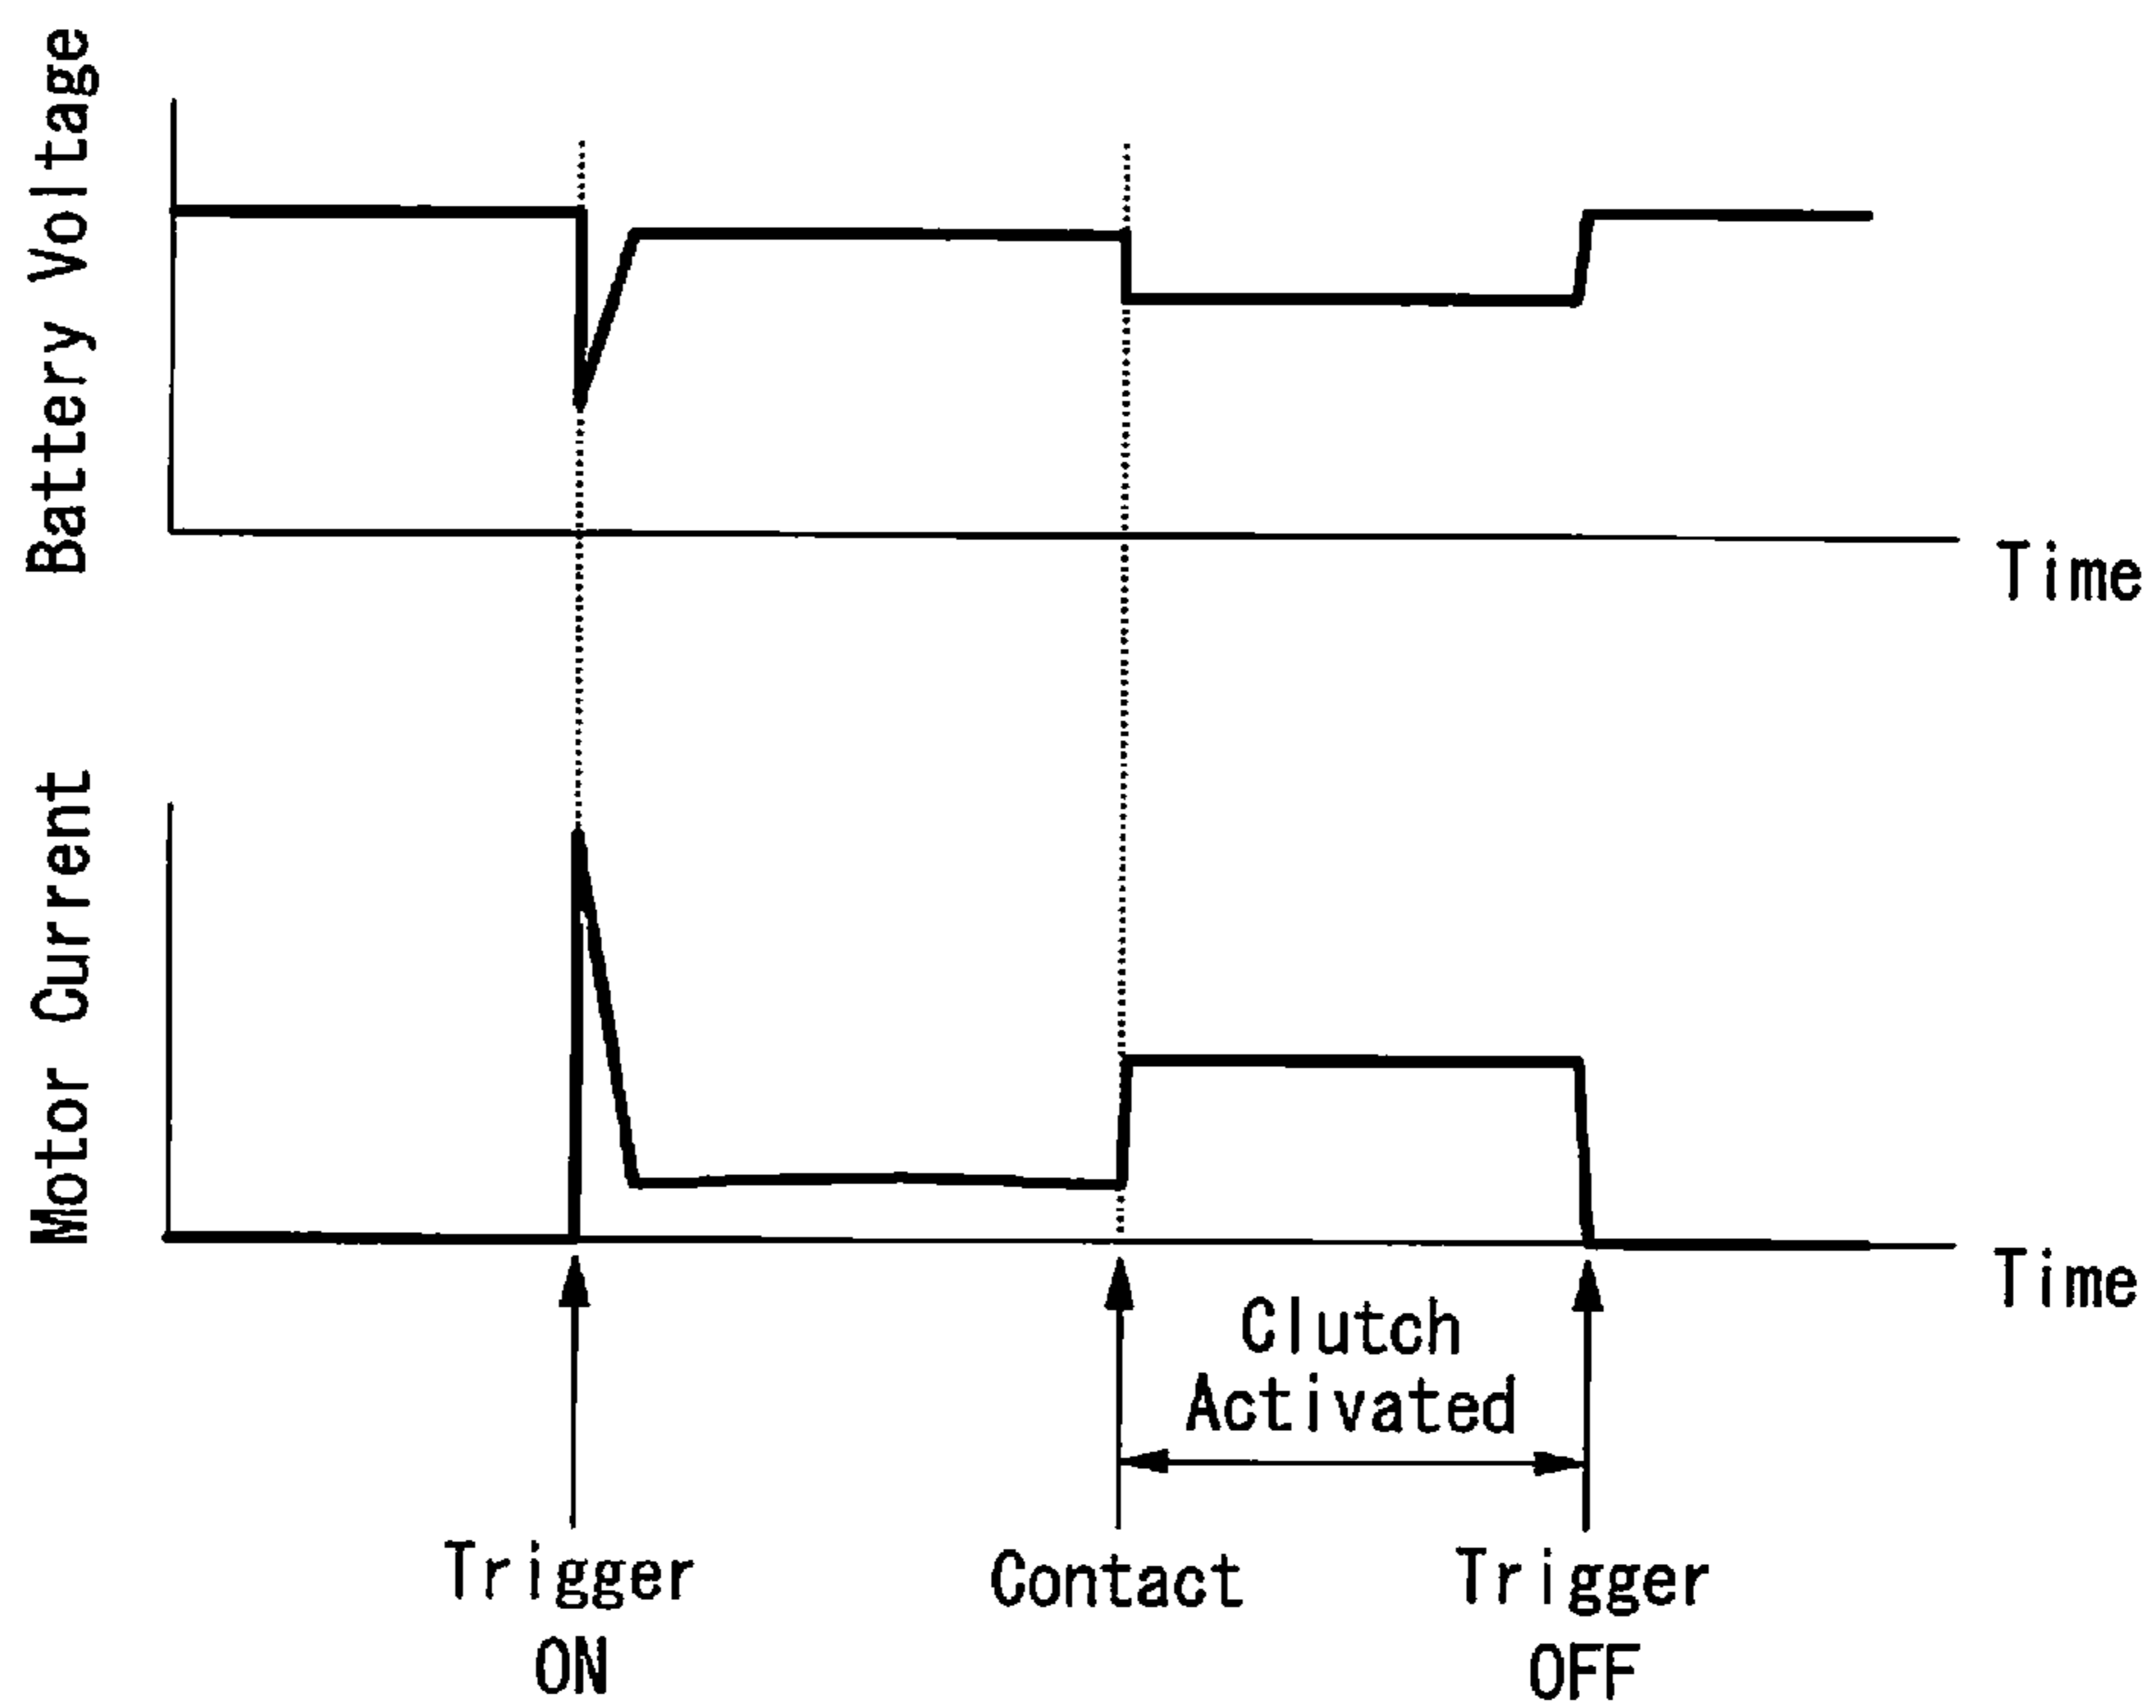 Battery Voltage
Time
Motor Current
Time
Clutch
Activated
Trigger
ON
Contact
Trigger
OFF